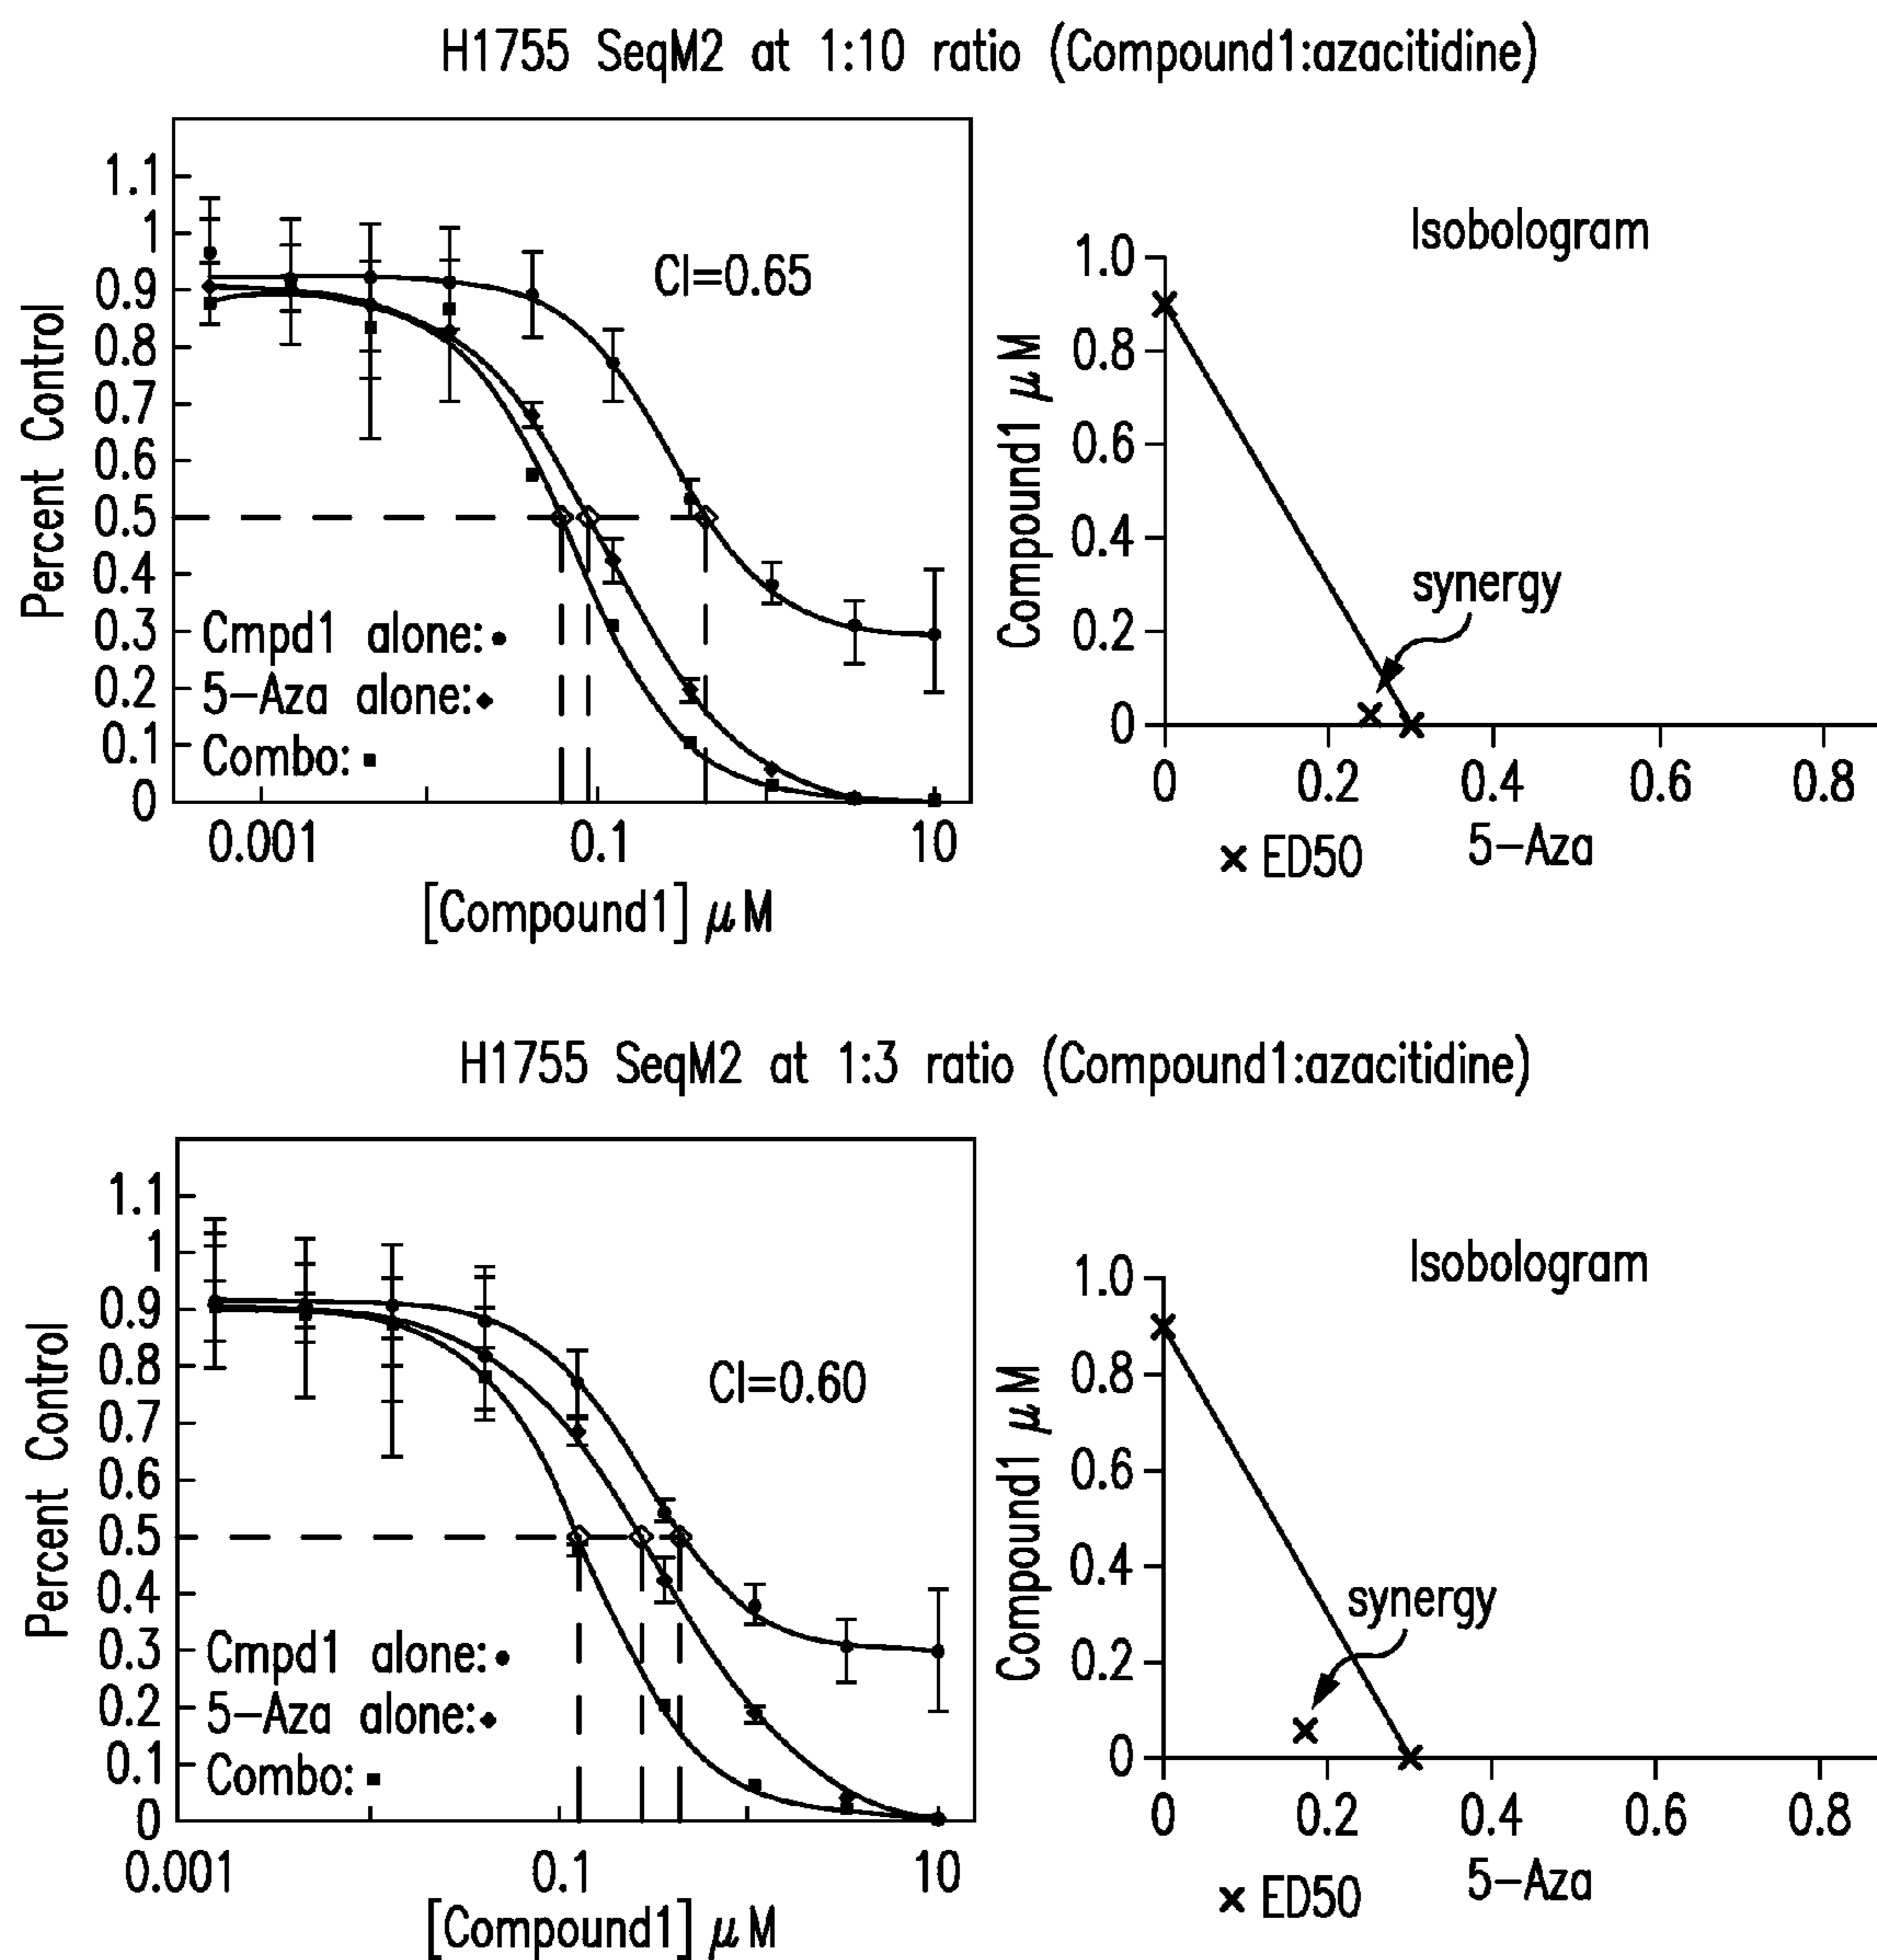 H1755 SeqM2 at 1:10 ratio (Compound1:azacitidine)
Percent Control
1.1
1
0.9
0.8
0.7
0.6
0.5
0.4
0.3
0.2
0.1
0
CI=0.65
Cmpd1 alone:
5-Aza alone:
Combo:
0.001 0.1 10
[Compound1] μM
Isobologram
Compound1 μM
1.0
0.8
0.6
0.4
0.2
0
synergy
0 0.2 0.4 0.6 0.8
× ED50 5-Aza
H1755 SeqM2 at 1:3 ratio (Compound1:azacitidine)
Percent Control
1.1
1
0.9
0.8
0.7
0.6
0.5
0.4
0.3
0.2
0.1
0
CI=0.60
Cmpd1 alone:
5-Aza alone:
Combo:
0.001 0.1 10
[Compound1] μM
Isobologram
Compound1 μM
1.0
0.8
0.6
0.4
0.2
0
synergy
0 0.2 0.4 0.6 0.8
× ED50 5-Aza